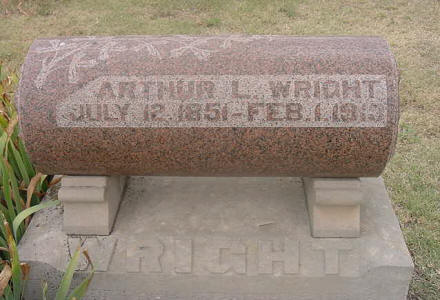 ARTHUR L. WRIGHT
JULY 12, 1851-FEB. 1, 1913
WRIGHT